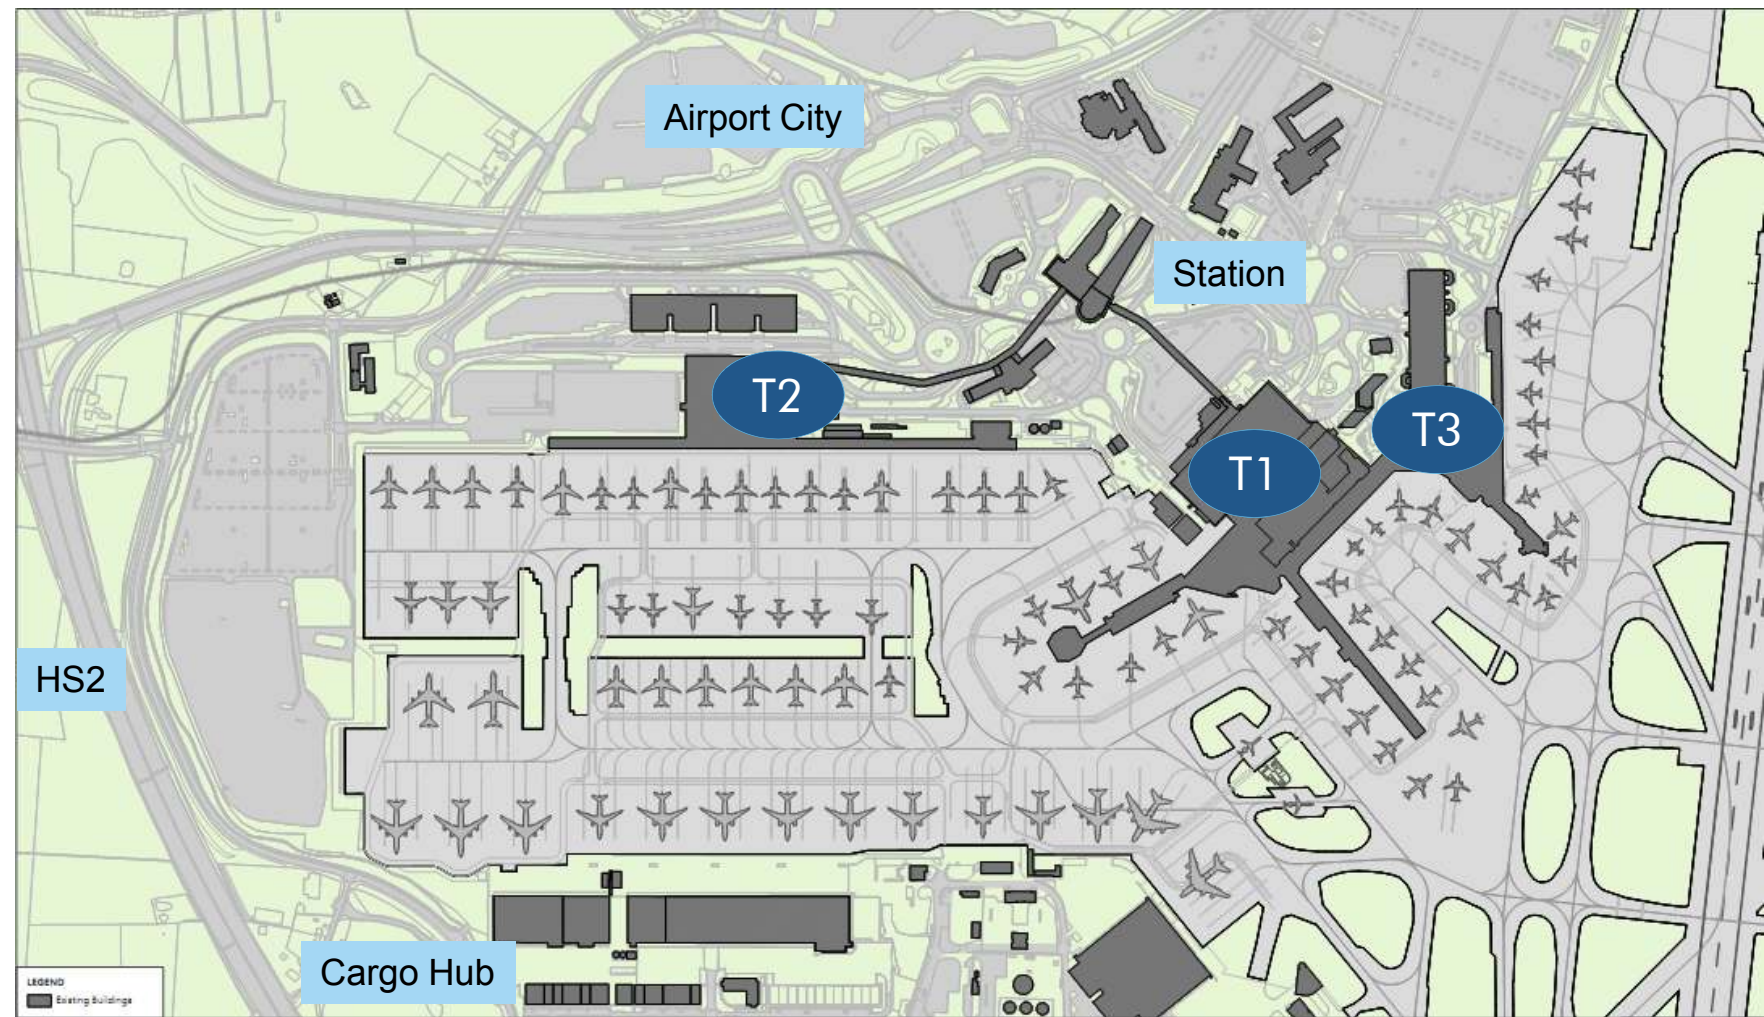 Airport City
Station
T2
T3
T1
HS2
Cargo Hub
LEGEND
Existing Buildings